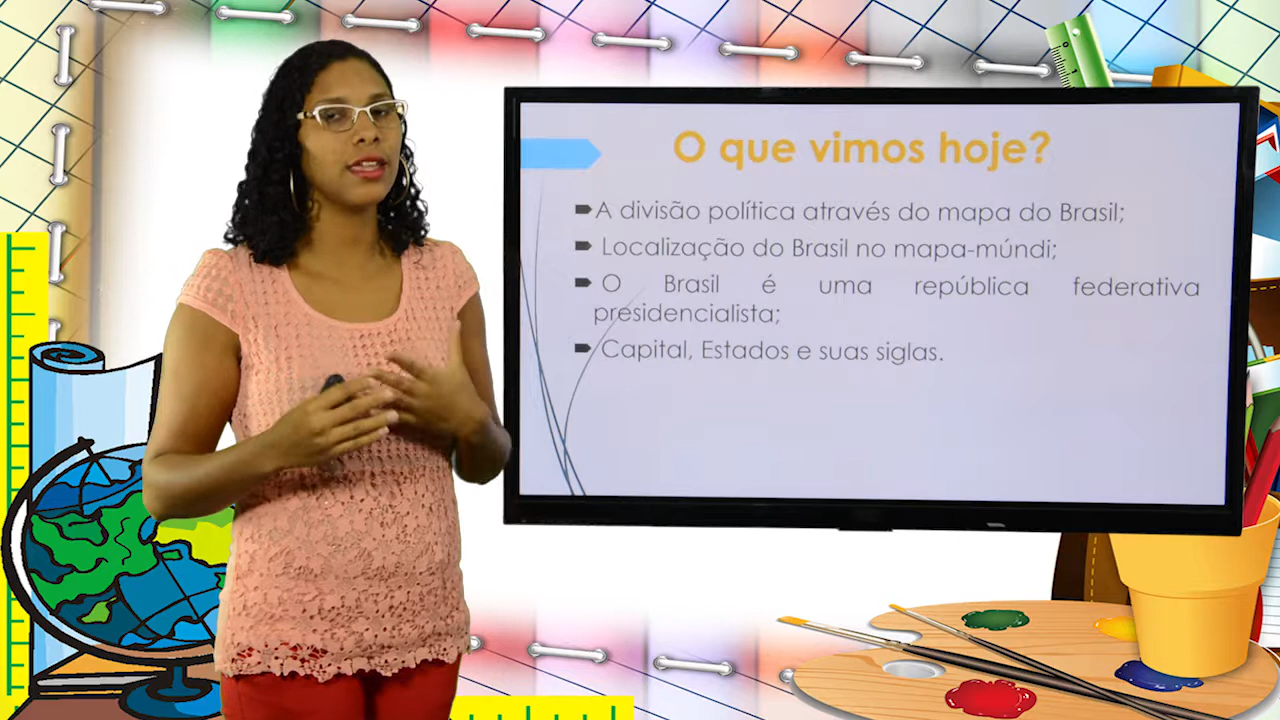 O que vimos hoje?
A divisão política através do mapa do Brasil;
Localização do Brasil no mapa-múndi;
O Brasil é uma república federativa
presidencialista;
Capital, Estados e suas siglas.